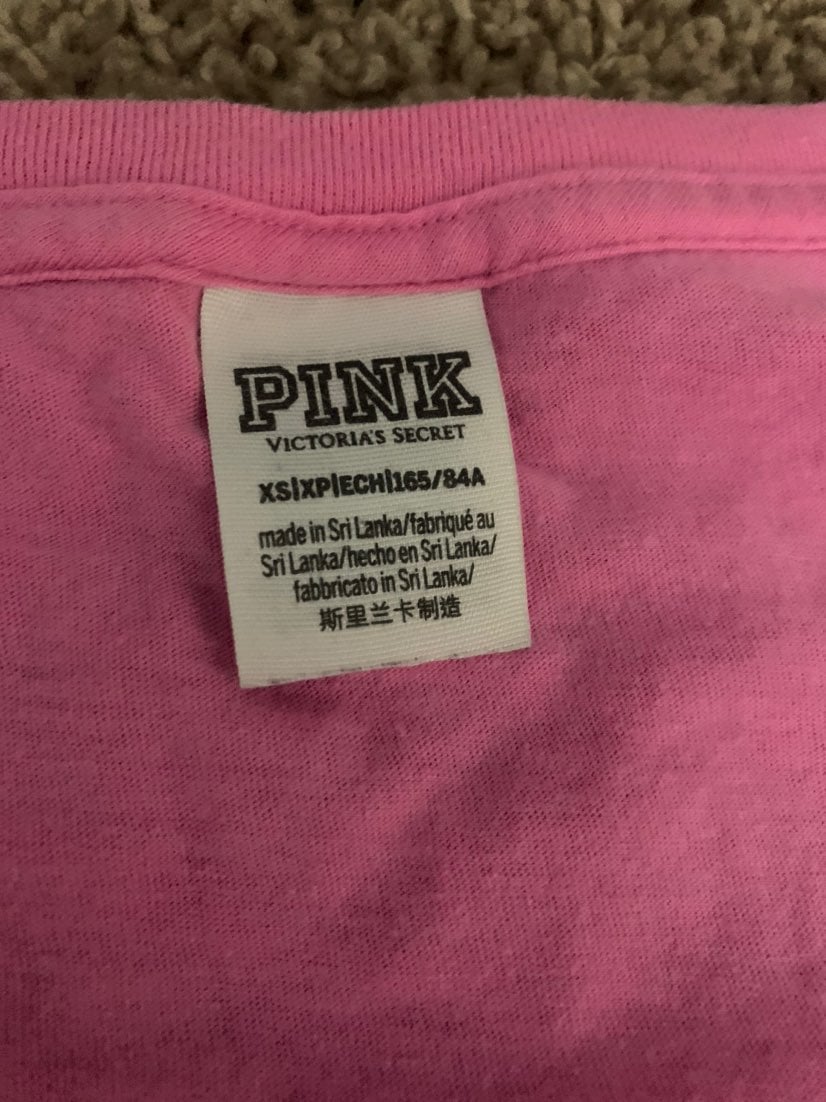 PINK
VICTORIA'S SECRET
XS|XP|ECH|165/84A
made in Sri Lanka/fabriqué au
Sri Lanka/hecho en Sri Lanka/
fabbricato in Sri Lanka/
斯里兰卡制造